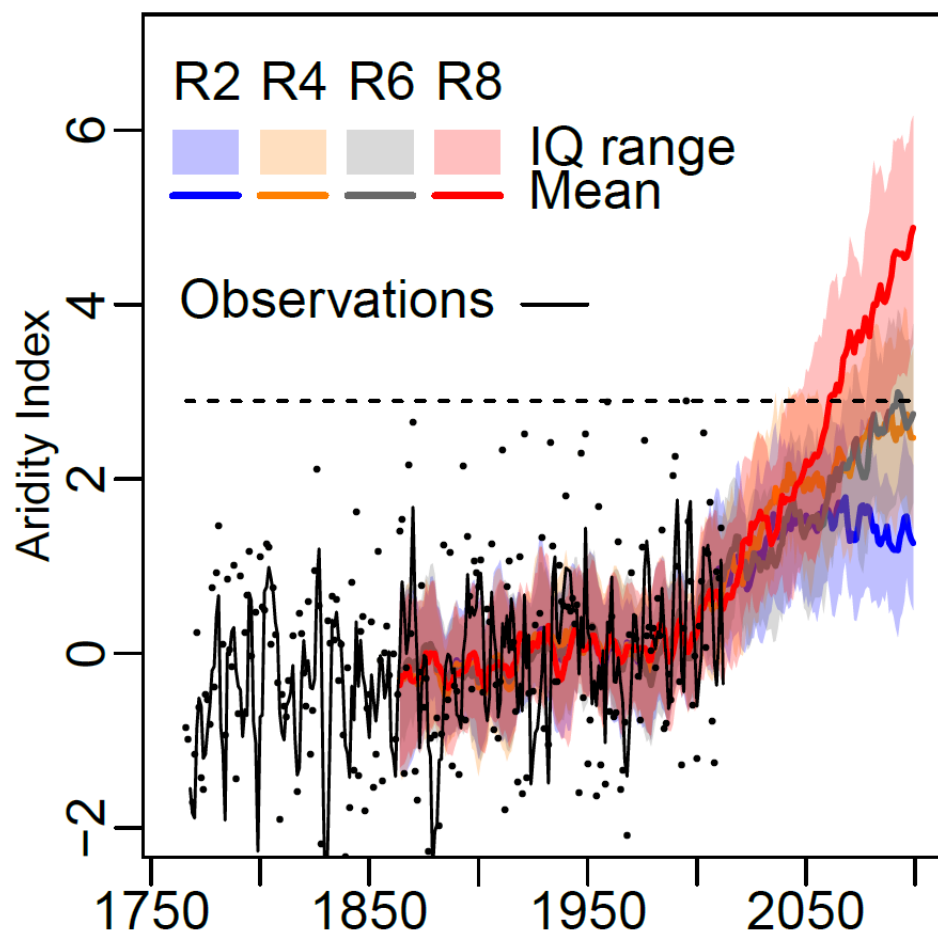 R2 R4 R6 R8
IQ range
Mean
Observations
Aridity Index
6
4
2
0
−2
1750 1850 1950 2050